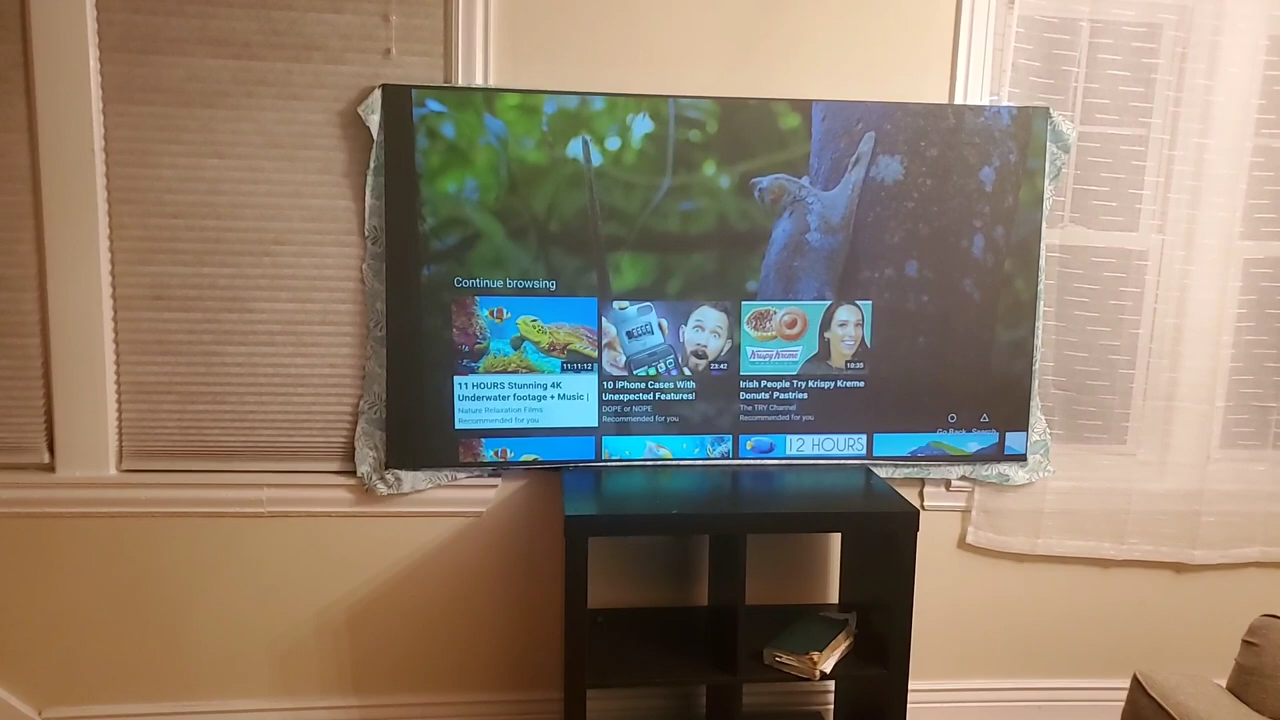 Continue browsing
11:11:12
23:42
Krispy Kreme
10:35
11 HOURS Stunning 4K
Underwater footage + Music |
Nature Relaxation Films
Recommended for you
10 iPhone Cases With
Unexpected Features!
DOPE or NOPE
Recommended for you
Irish People Try Krispy Kreme
Donuts' Pastries
The TRY Channel
Recommended for you
Go Back Search
12 HOURS